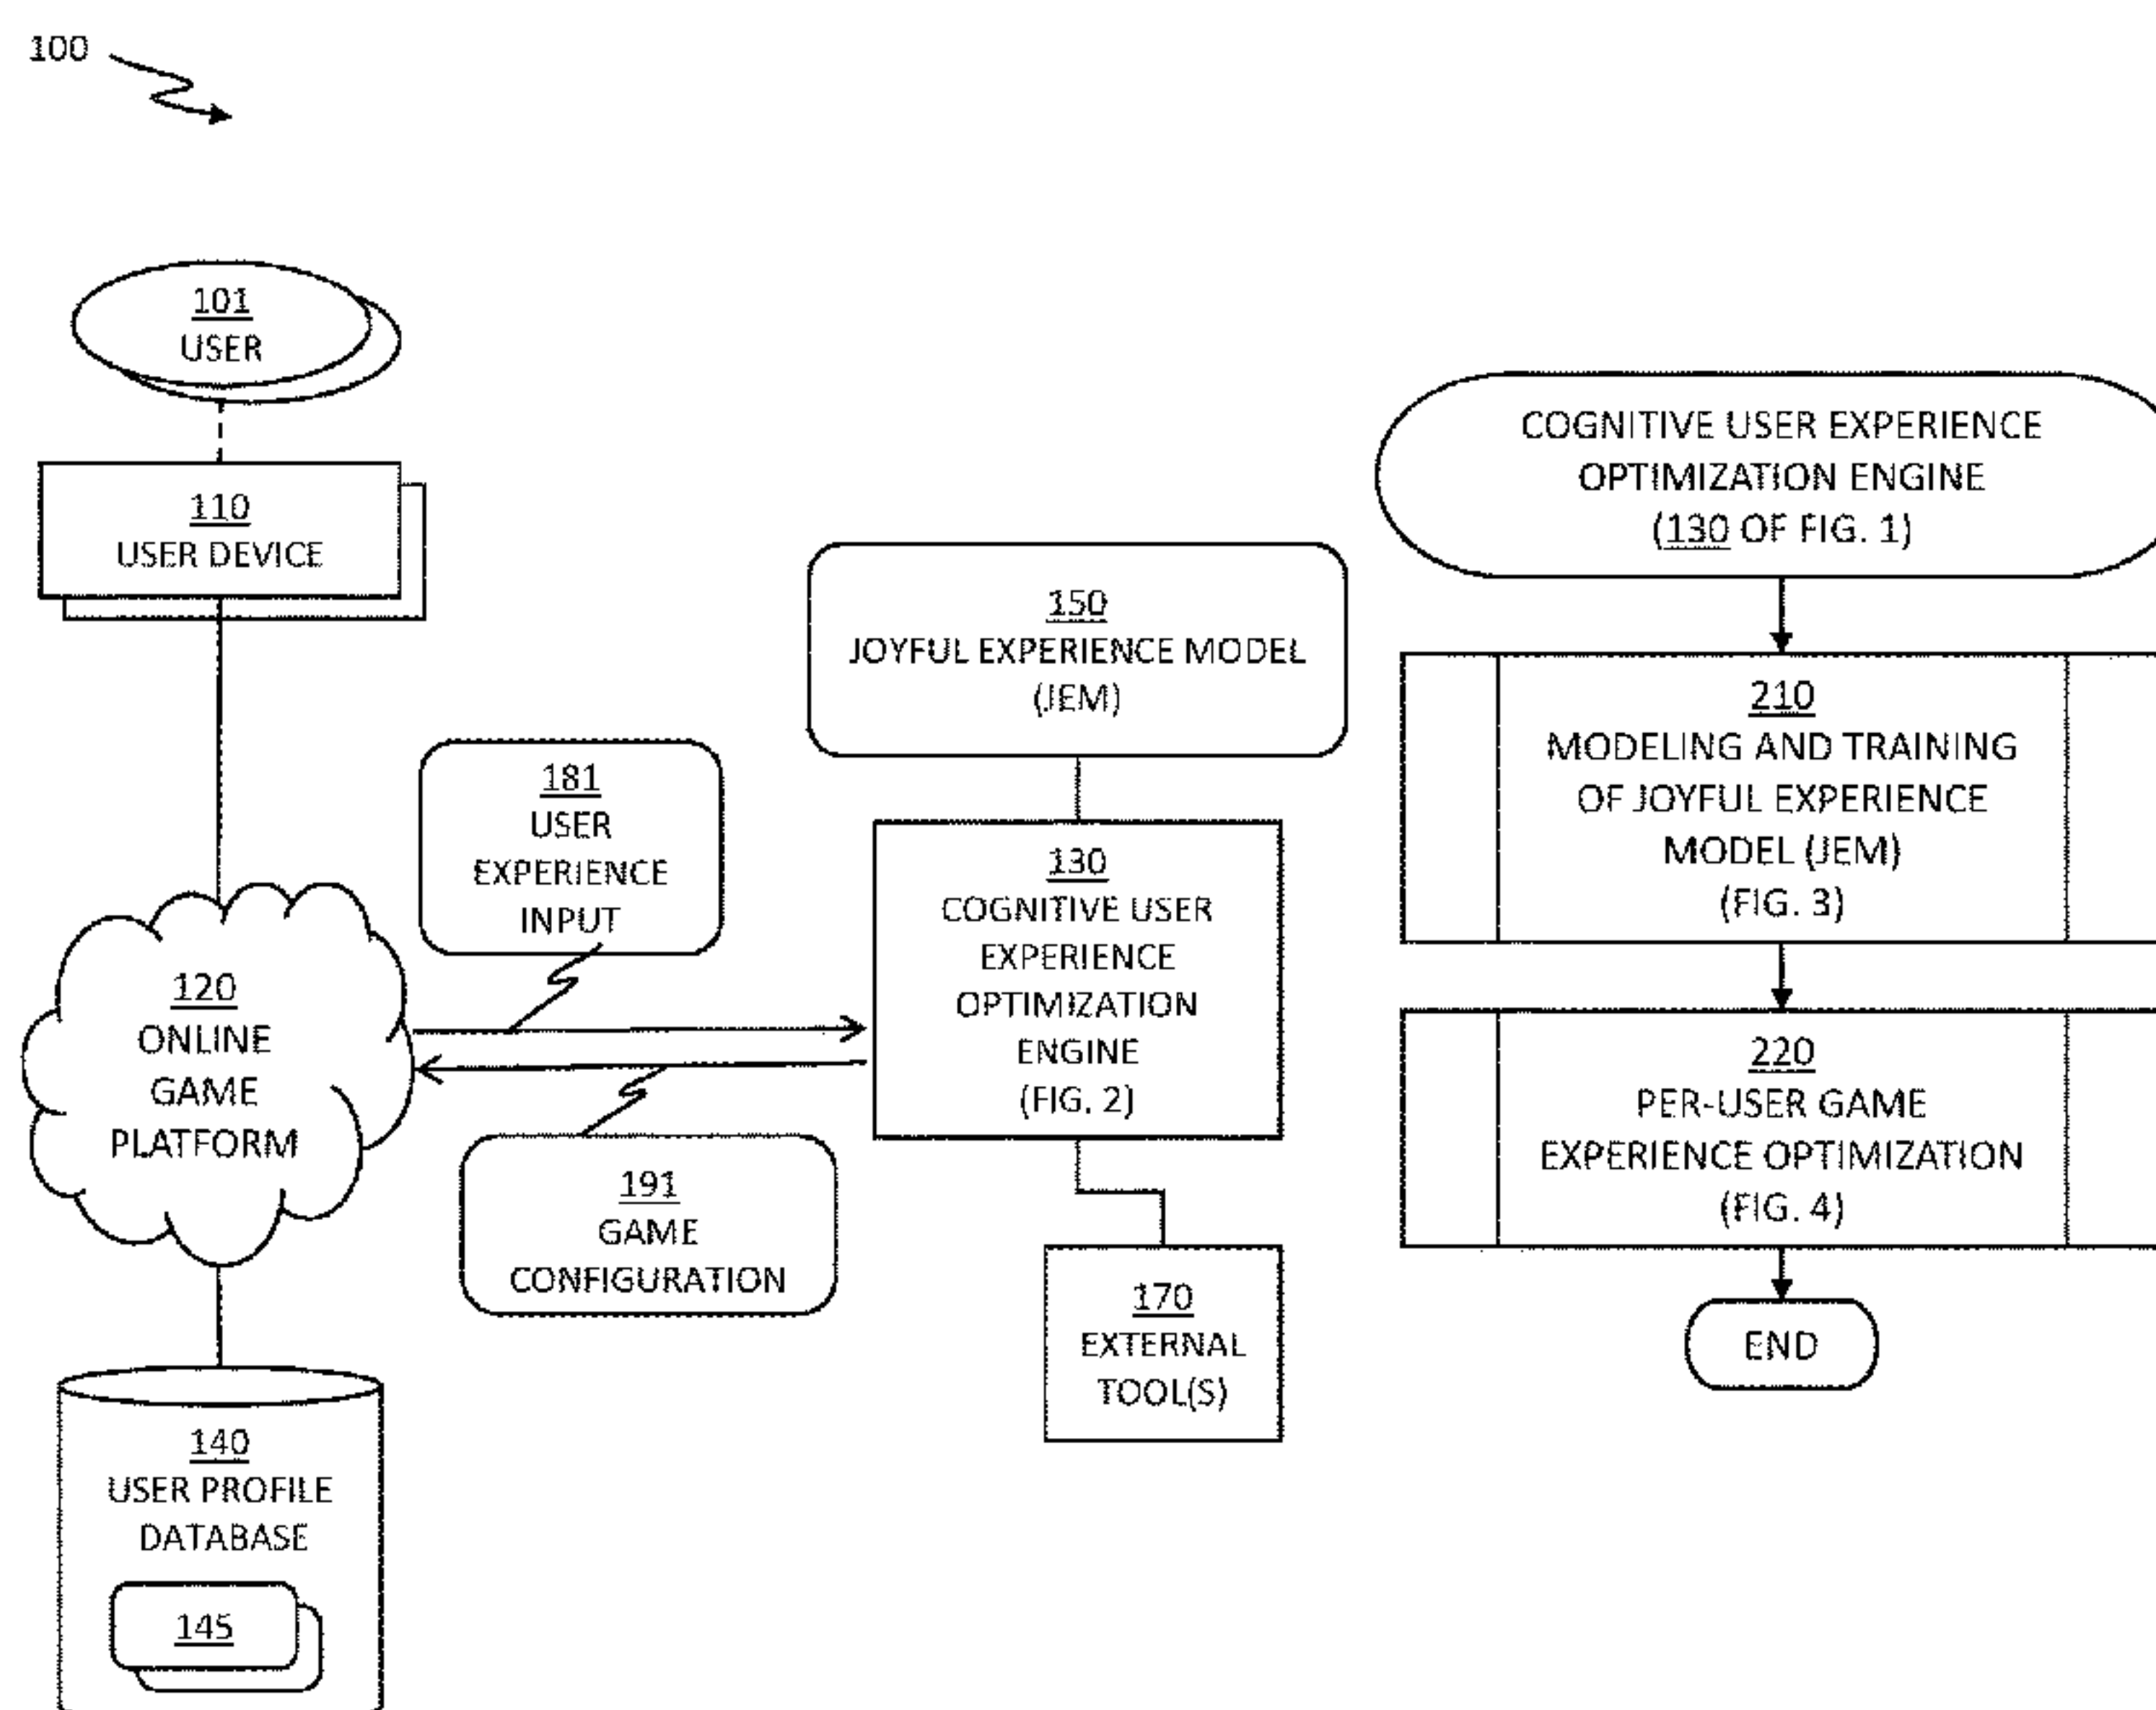 100
101
USER
110
USER DEVICE
120
ONLINE
GAME
PLATFORM
140
USER PROFILE
DATABASE
145
181
USER
EXPERIENCE
INPUT
191
GAME
CONFIGURATION
150
JOYFUL EXPERIENCE MODEL
(JEM)
130
COGNITIVE USER
EXPERIENCE
OPTIMIZATION
ENGINE
(FIG. 2)
170
EXTERNAL
TOOL(S)
COGNITIVE USER EXPERIENCE
OPTIMIZATION ENGINE
(130 OF FIG. 1)
210
MODELING AND TRAINING
OF JOYFUL EXPERIENCE
MODEL (JEM)
(FIG. 3)
220
PER-USER GAME
EXPERIENCE OPTIMIZATION
(FIG. 4)
END